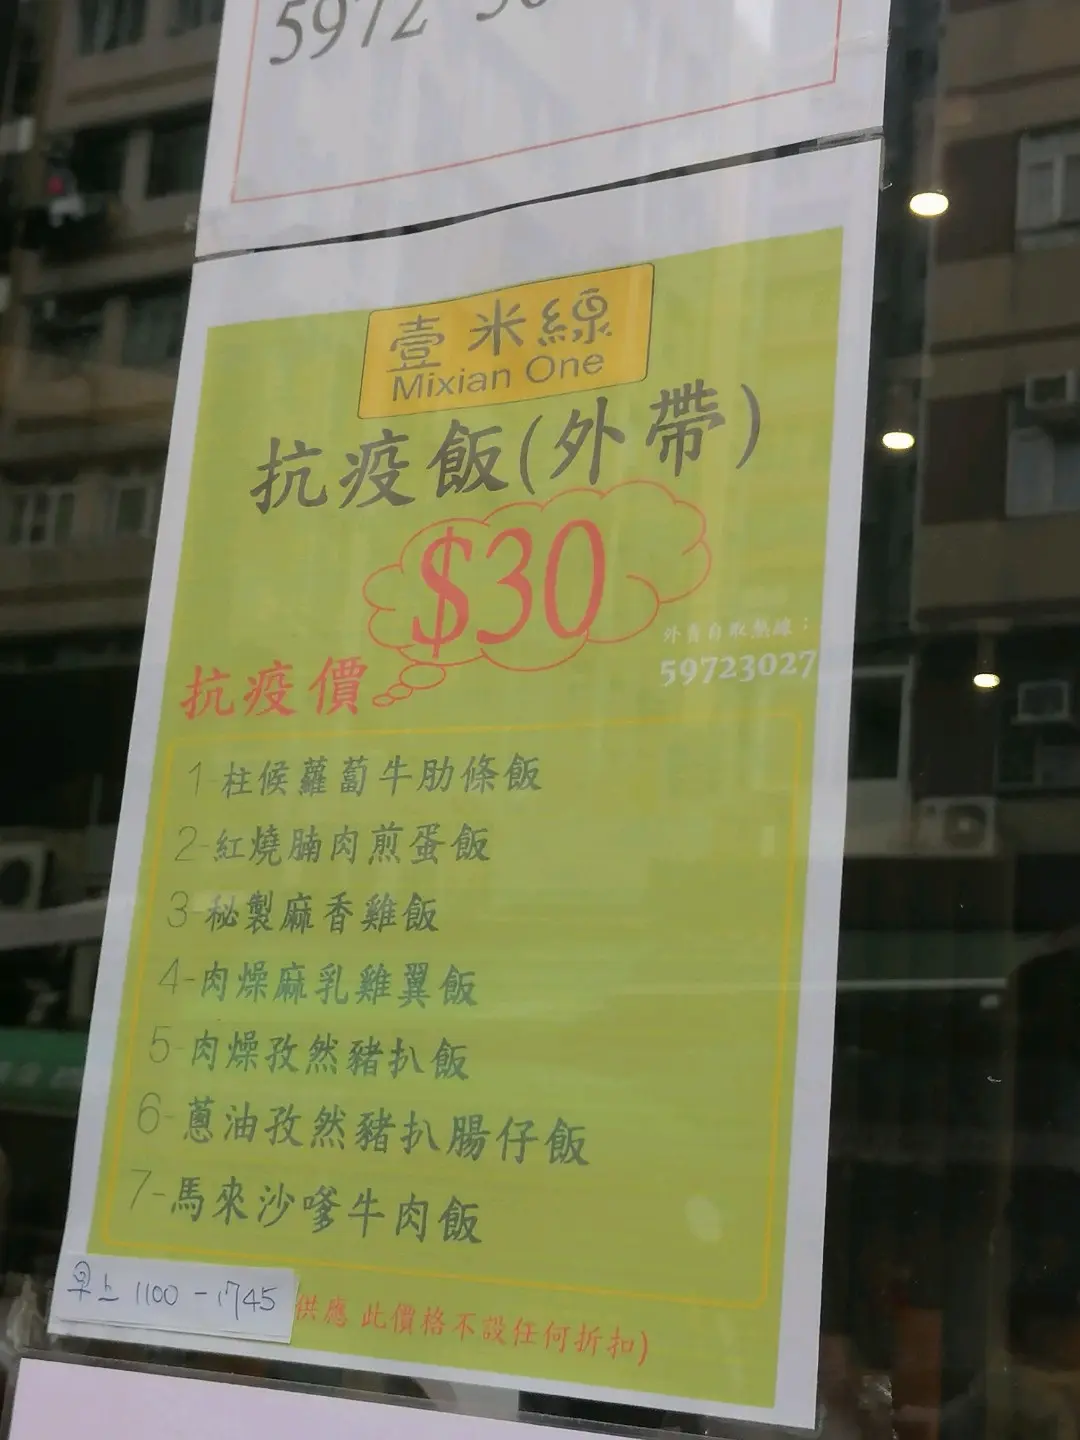 5972
壹米線
Mixian One
抗疫飯(外帶)
$30
抗疫價
外賣自取熱線：
59723027
1-柱候蘿蔔牛肋條飯
2-紅燒腩肉煎蛋飯
3-秘製麻香雞飯
4-肉燥麻乳雞翼飯
5-肉燥孜然豬扒飯
6-蔥油孜然豬扒腸仔飯
7-馬來沙嗲牛肉飯
早上 1100-1745
供應 此價格不設任何折扣)